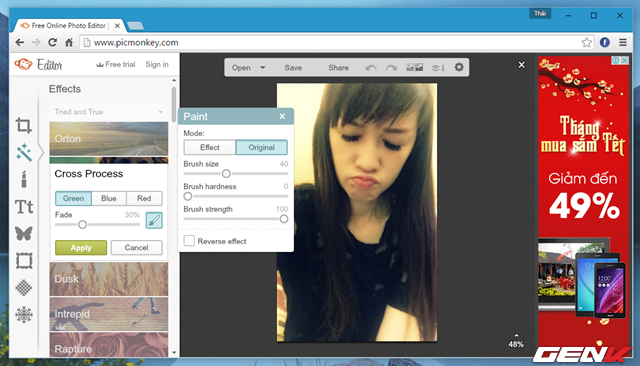 Thái
Free Online Photo Editor |
www.picmonkey.com
Editor
Free trial
Sign in
Open
Save
Share
Effects
Tried and True
Orton
Cross Process
Green
Blue
Red
Fade
30%
Apply
Cancel
Dusk
Intrepid
Rapture
Paint
Mode:
Effect
Original
Brush size
40
Brush hardness
0
Brush strength
100
Reverse effect
Tt
48%
Tháng
mua sắm Tết
Giảm đến
49%
GENK